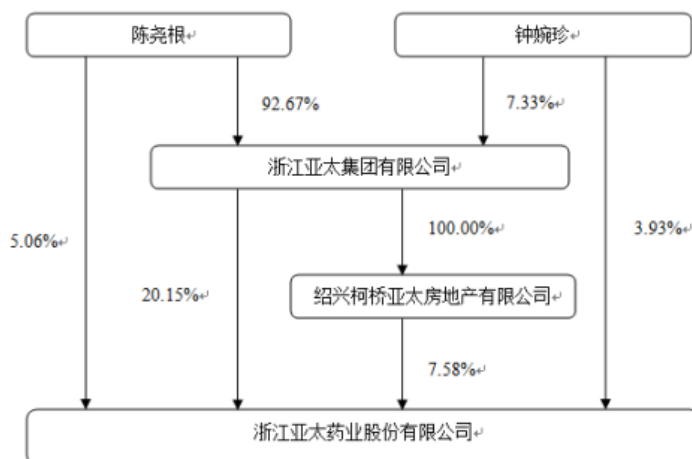 陈尧根
钟婉珍
92.67%
7.33%
浙江亚太集团有限公司
5.06%
100.00%
3.93%
20.15%
绍兴柯桥亚太房地产有限公司
7.58%
浙江亚太药业股份有限公司